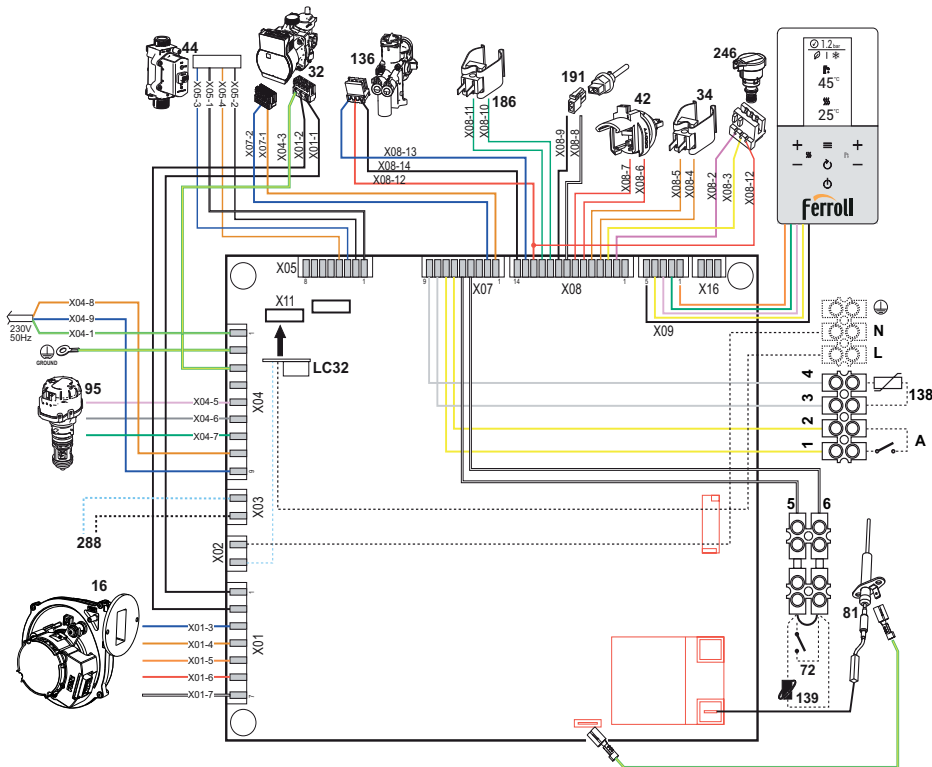 44
32
136
186
191
42
34
246
1.2 bar
45°C
25°C
h
Ferroli
X05-3
X05-1
X05-4
X05-2
X07-2
X07-1
X04-3
X01-2
X01-1
X08-13
X08-14
X08-12
X08-11
X08-10
X08-9
X08-8
X08-7
X08-6
X08-5
X08-4
X08-2
X08-3
X08-12
X05
8
1
9
X07
1
14
X08
1
5
1
X09
X16
X11
LC32
X04-8
X04-9
X04-1
230V
50Hz
GROUND
95
X04-5
X04-6
X04-7
1
X04
9
X03
288
X02
16
1
X01
7
X01-3
X01-4
X01-5
X01-6
X01-7
N
L
4
3
2
1
138
A
5 6
72
139
81